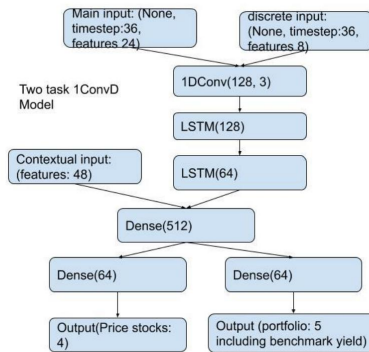 Main input: (None,
timestep:36,
features 24)
discrete input:
(None, timestep:36,
features 8)
Two task 1ConvD
Model
1DConv(128, 3)
LSTM(128)
Contextual input:
(features: 48)
LSTM(64)
Dense(512)
Dense(64)
Dense(64)
Output(Price stocks:
4)
Output (portfolio: 5
including benchmark yield)